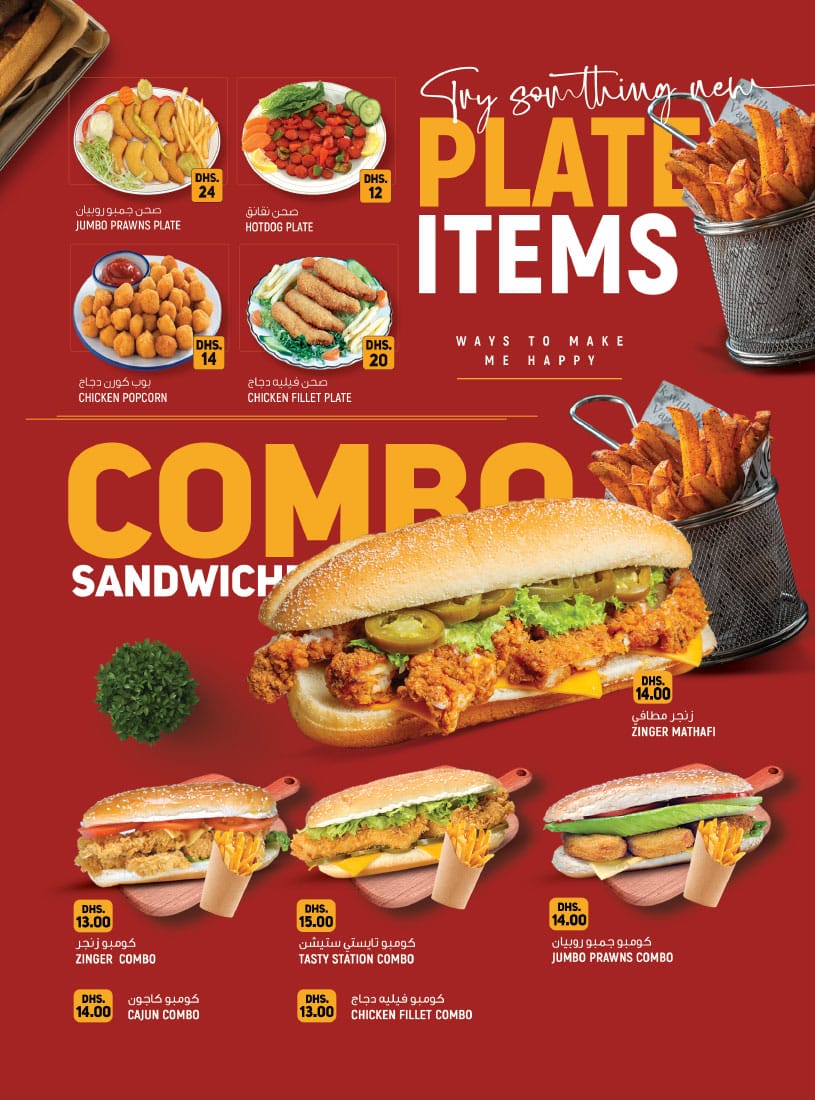 Try somthing new
PLATE
ITEMS
WAYS TO MAKE
ME HAPPY
DHS.
24
صحن جمبو روبيان
JUMBO PRAWNS PLATE
DHS.
12
صحن نقانق
HOTDOG PLATE
DHS.
14
بوب كورن دجاج
CHICKEN POPCORN
DHS.
20
صحن فيليه دجاج
CHICKEN FILLET PLATE
COMBO
SANDWICH
DHS.
14.00
زنجر مطافي
ZINGER MATHAFI
DHS.
13.00
كومبو زنجر
ZINGER COMBO
DHS.
15.00
كومبو تايستي ستيشن
TASTY STATION COMBO
DHS.
14.00
كومبو جمبو روبيان
JUMBO PRAWNS COMBO
DHS.
14.00
كومبو كاجون
CAJUN COMBO
DHS.
13.00
كومبو فيليه دجاج
CHICKEN FILLET COMBO